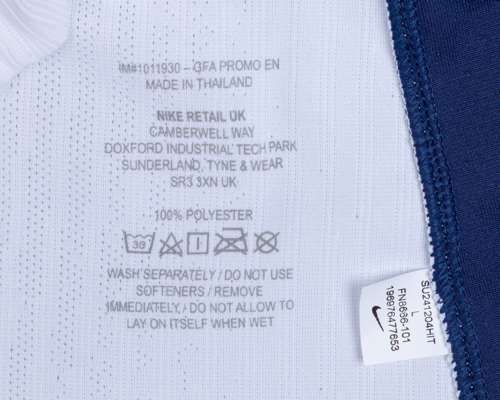 IM#1011930 – GFA PROMO EN
MADE IN THAILAND
NIKE RETAIL UK
CAMBERWELL WAY
DOXFORD INDUSTRIAL TECH PARK
SUNDERLAND, TYNE & WEAR
SR3 3XN UK
100% POLYESTER
30
WASH SEPARATELY / DO NOT USE
SOFTENERS / REMOVE
IMMEDIATELY, / DO NOT ALLOW TO
LAY ON ITSELF WHEN WET
SU241204HIT
L
FN8666-101
196976477653